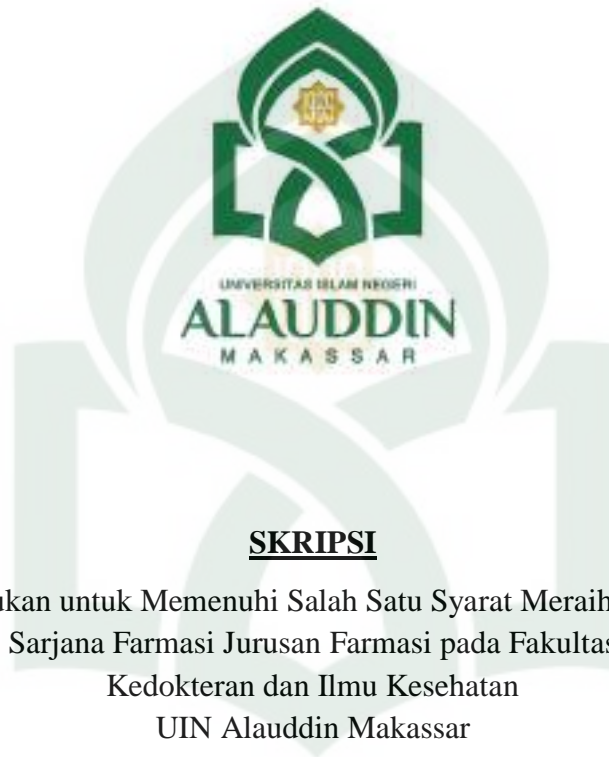 UNIVERSITAS ISLAM NEGERI
ALAUDDIN
MAKASSAR
SKRIPSI
ukan untuk Memenuhi Salah Satu Syarat Meraih
Sarjana Farmasi Jurusan Farmasi pada Fakultas
Kedokteran dan Ilmu Kesehatan
UIN Alauddin Makassar